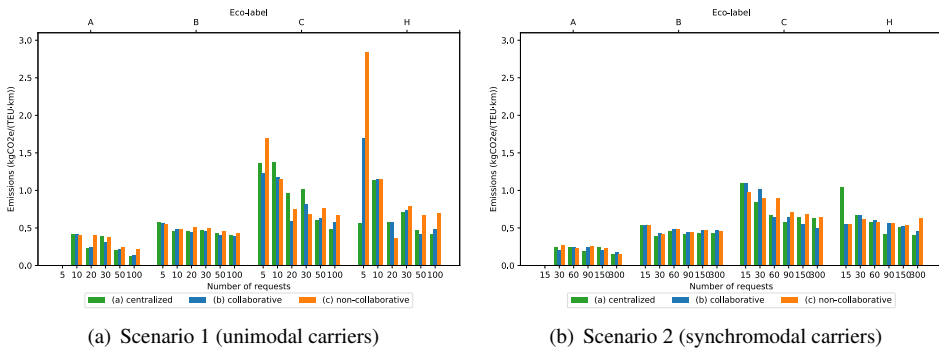 Eco-label
A B C H
Emissions (kgCO2e/(TEU·km))
3.0
2.5
2.0
1.5
1.0
0.5
0.0
5 10 20 30 50 100 5 10 20 30 50 100 5 10 20 30 50 100 5 10 20 30 50 100
Number of requests
(a) centralized (b) collaborative (c) non-collaborative
(a) Scenario 1 (unimodal carriers)
Eco-label
A B C H
Emissions (kgCO2e/(TEU·km))
3.0
2.5
2.0
1.5
1.0
0.5
0.0
15 30 60 90 150 300 15 30 60 90 150 300 15 30 60 90 150 300 15 30 60 90 150 300
Number of requests
(a) centralized (b) collaborative (c) non-collaborative
(b) Scenario 2 (synchromodal carriers)